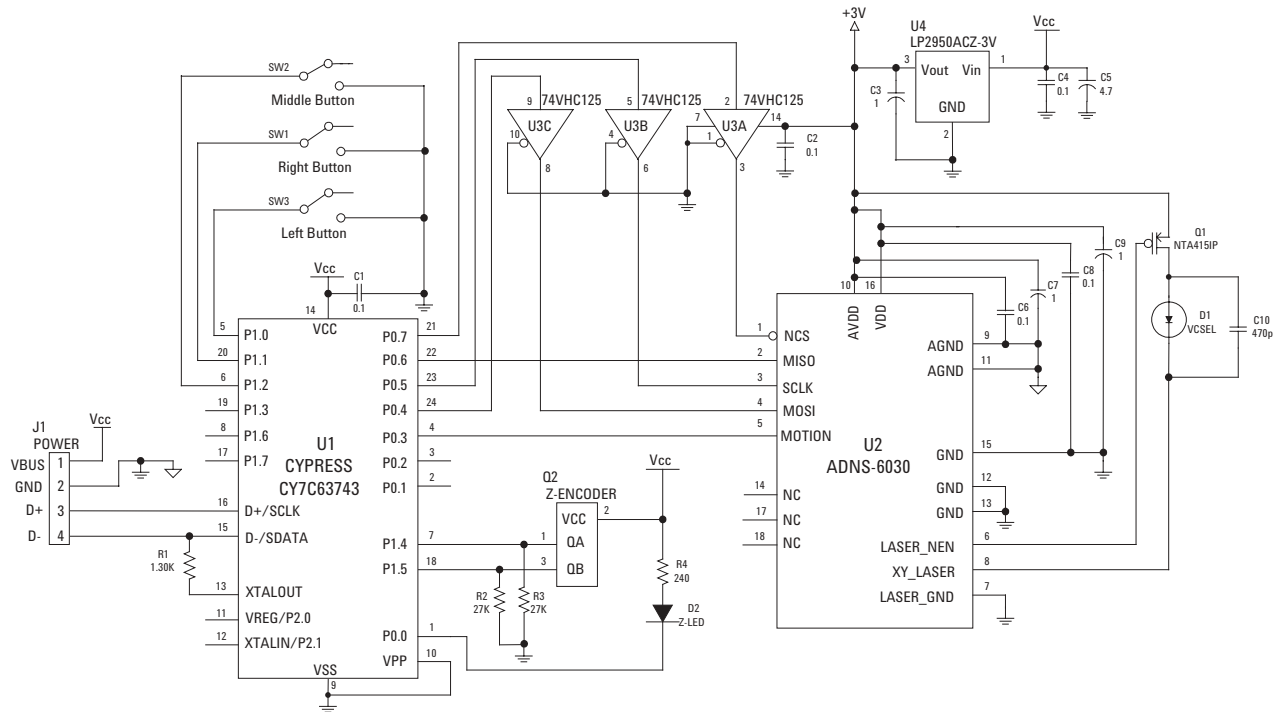 +3V
U4
LP2950ACZ-3V
Vcc
3 Vout Vin 1
GND
2
C3
1
C4
0.1
C5
4.7
SW2
Middle Button
SW1
Right Button
SW3
Left Button
9 74VHC125
U3C
10
8
5 74VHC125
U3B
4
6
2 74VHC125
7 U3A 14
1
3
C2
0.1
Vcc
C1
0.1
14
VCC
5 P1.0
20 P1.1
6 P1.2
19 P1.3
8 P1.6
17 P1.7
16 D+/SCLK
15 D-/SDATA
13 XTALOUT
11 VREG/P2.0
12 XTALIN/P2.1
U1
CYPRESS
CY7C63743
P0.7 21
P0.6 22
P0.5 23
P0.4 24
P0.3 4
P0.2 3
P0.1 2
P1.4 7
P1.5 18
P0.0 1
VPP 10
VSS
9
J1
POWER
Vcc
VBUS 1
GND 2
D+ 3
D- 4
R1
1.30K
Q2
Z-ENCODER
VCC 2
1 QA
3 QB
R2
27K
R3
27K
Vcc
R4
240
D2
Z-LED
10 16
AVDD
VDD
1 NCS
2 MISO
3 SCLK
4 MOSI
5 MOTION
U2
ADNS-6030
14 NC
17 NC
18 NC
AGND 9
AGND 11
GND 15
GND 12
GND 13
LASER_NEN 6
XY_LASER 8
LASER_GND 7
C6
0.1
C7
1
C8
0.1
C9
1
Q1
NTA415IP
D1
VCSEL
C10
470p